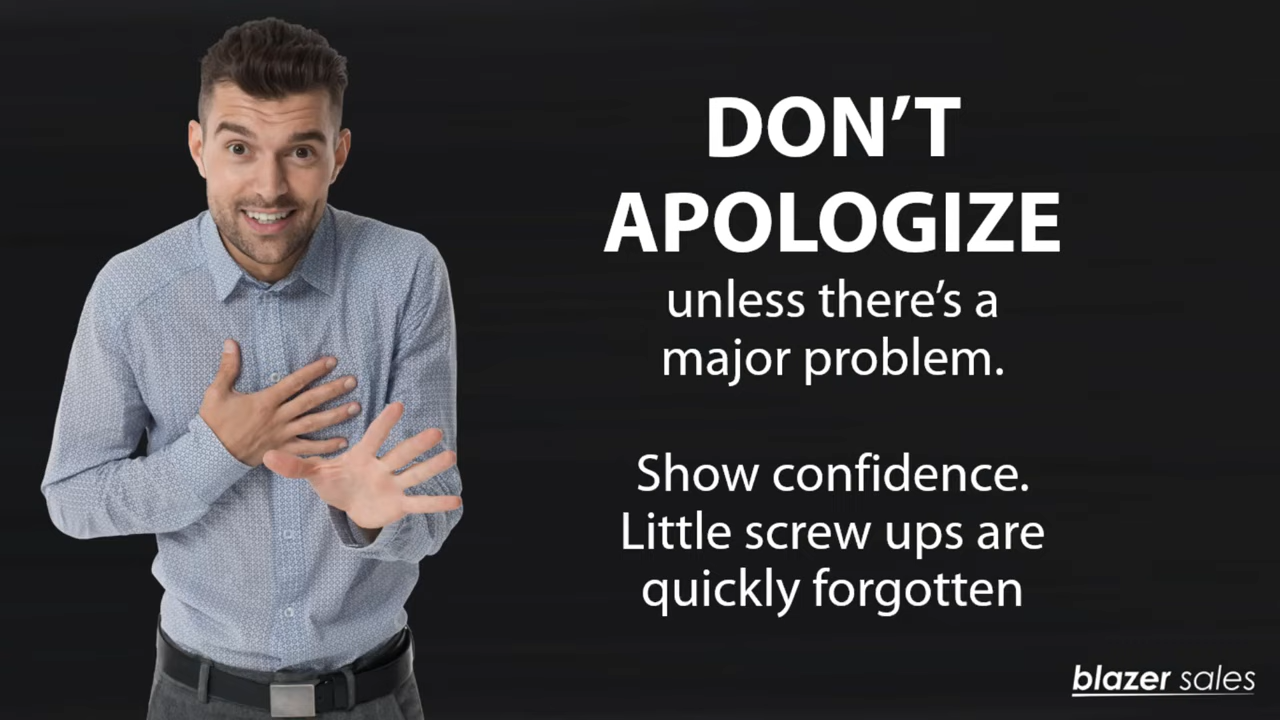 DON'T
APOLOGIZE
unless there's a
major problem.
Show confidence.
Little screw ups are
quickly forgotten
blazer sales